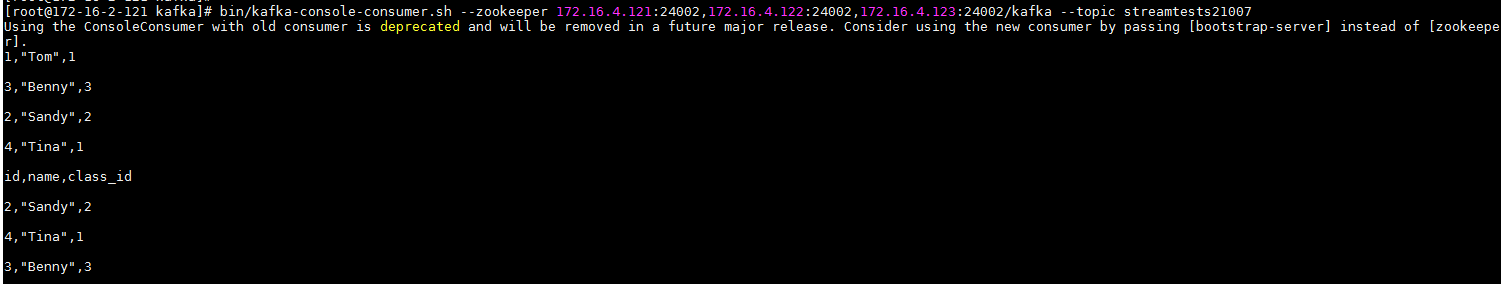 [root@172-16-2-121 kafka]# bin/kafka-console-consumer.sh --zookeeper 172.16.4.121:24002,172.16.4.122:24002,172.16.4.123:24002/kafka --topic streamtests21007
Using the ConsoleConsumer with old consumer is deprecated and will be removed in a future major release. Consider using the new consumer by passing [bootstrap-server] instead of [zookeepe
r].
1,"Tom",1
3,"Benny",3
2,"Sandy",2
4,"Tina",1
id,name,class_id
2,"Sandy",2
4,"Tina",1
3,"Benny",3